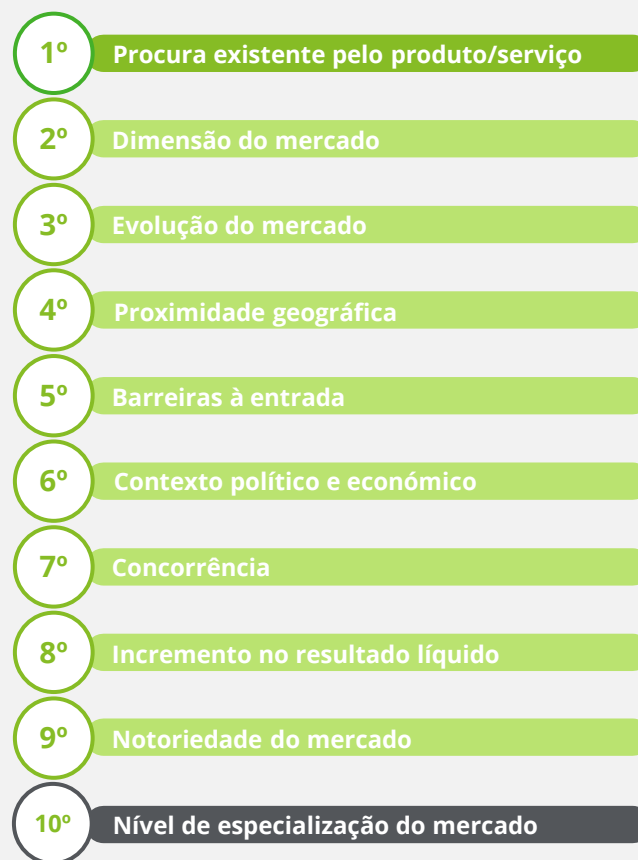 1º Procura existente pelo produto/serviço
2º Dimensão do mercado
3º Evolução do mercado
4º Proximidade geográfica
5º Barreiras à entrada
6º Contexto político e económico
7º Concorrência
8º Incremento no resultado líquido
9º Notoriedade do mercado
10º Nível de especialização do mercado